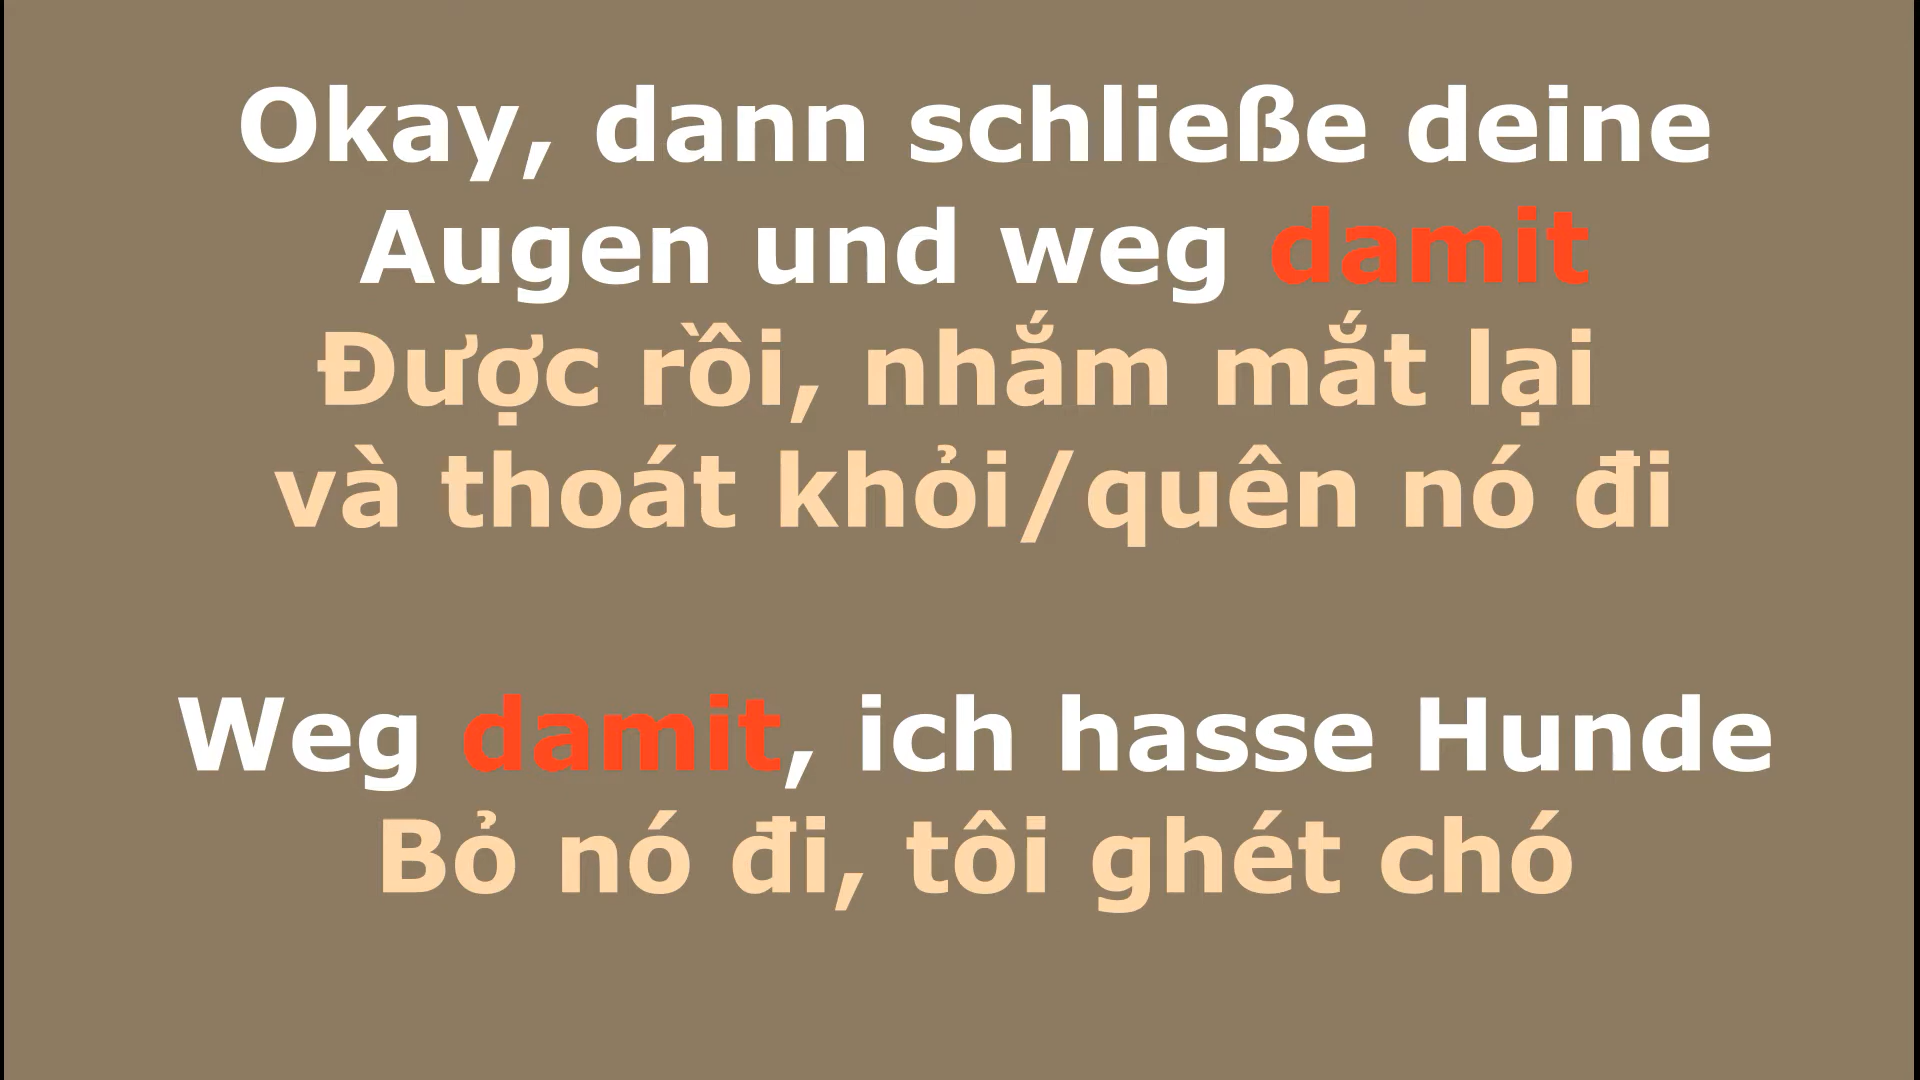 Okay, dann schließe deine
Augen und weg damit
Được rồi, nhắm mắt lại
và thoát khỏi/quên nó đi
Weg damit, ich hasse Hunde
Bỏ nó đi, tôi ghét chó